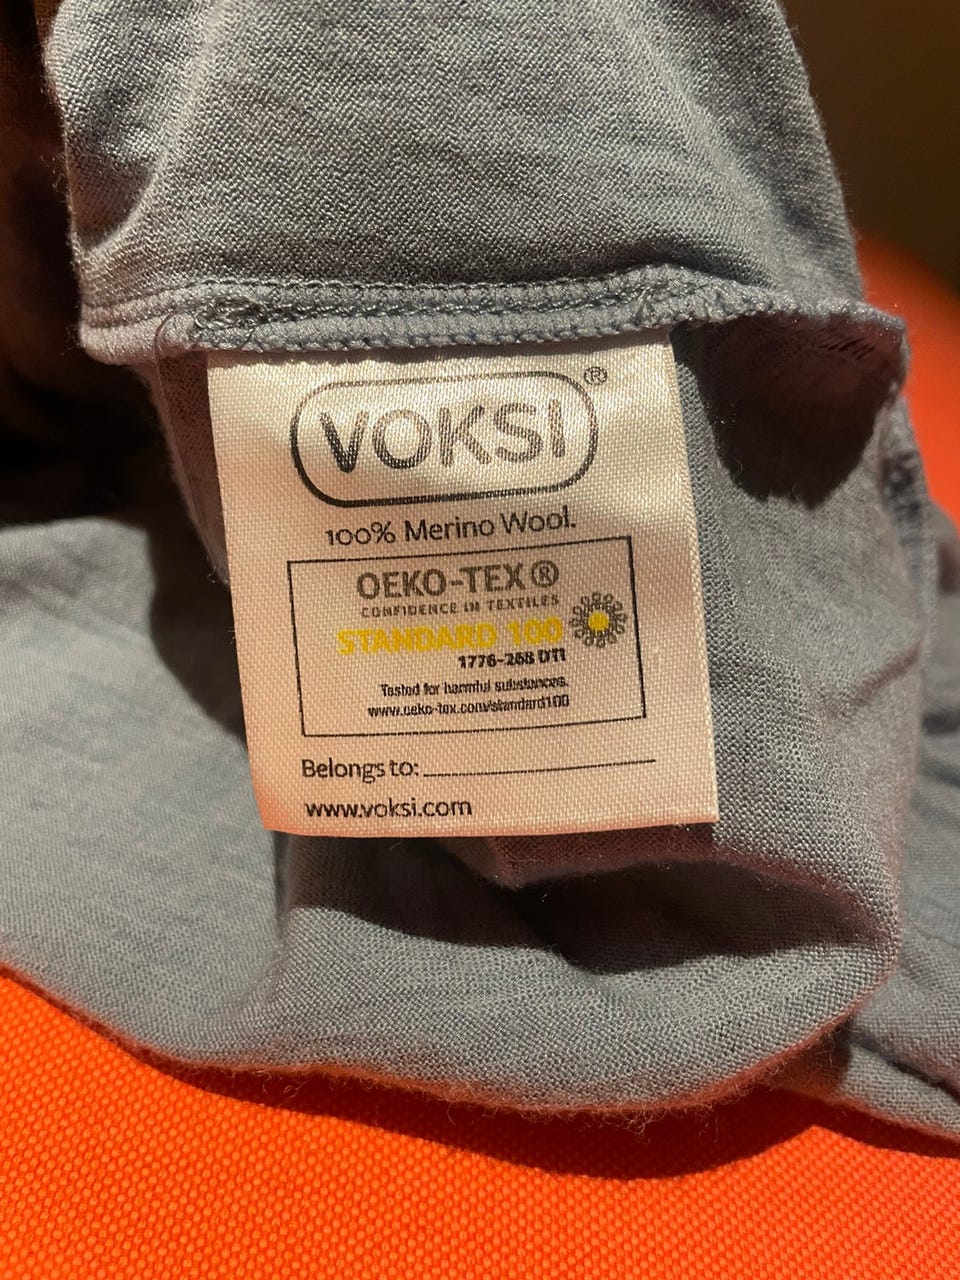 VOKSI®
100% Merino Wool.
OEKO-TEX®
CONFIDENCE IN TEXTILES
STANDARD 100
1776-268 DTI
Tested for harmful substances.
www.oeko-tex.com/standard100
Belongs to:
www.voksi.com